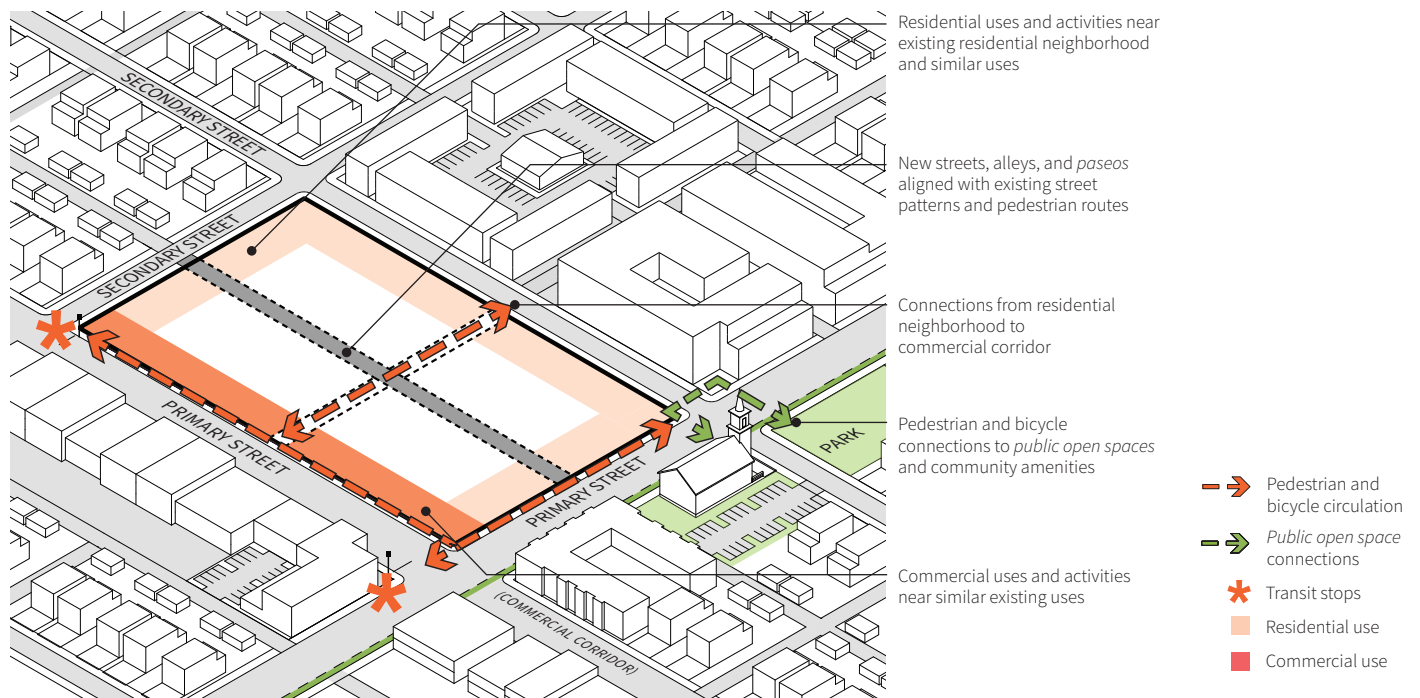 Residential uses and activities near
existing residential neighborhood
and similar uses
New streets, alleys, and paseos
aligned with existing street
patterns and pedestrian routes
Connections from residential
neighborhood to
commercial corridor
Pedestrian and bicycle
connections to public open spaces
and community amenities
Commercial uses and activities
near similar existing uses
SECONDARY STREET
SECONDARY STREET
PRIMARY STREET
PRIMARY STREET
(COMMERCIAL CORRIDOR)
PARK
Pedestrian and
bicycle circulation
Public open space
connections
Transit stops
Residential use
Commercial use